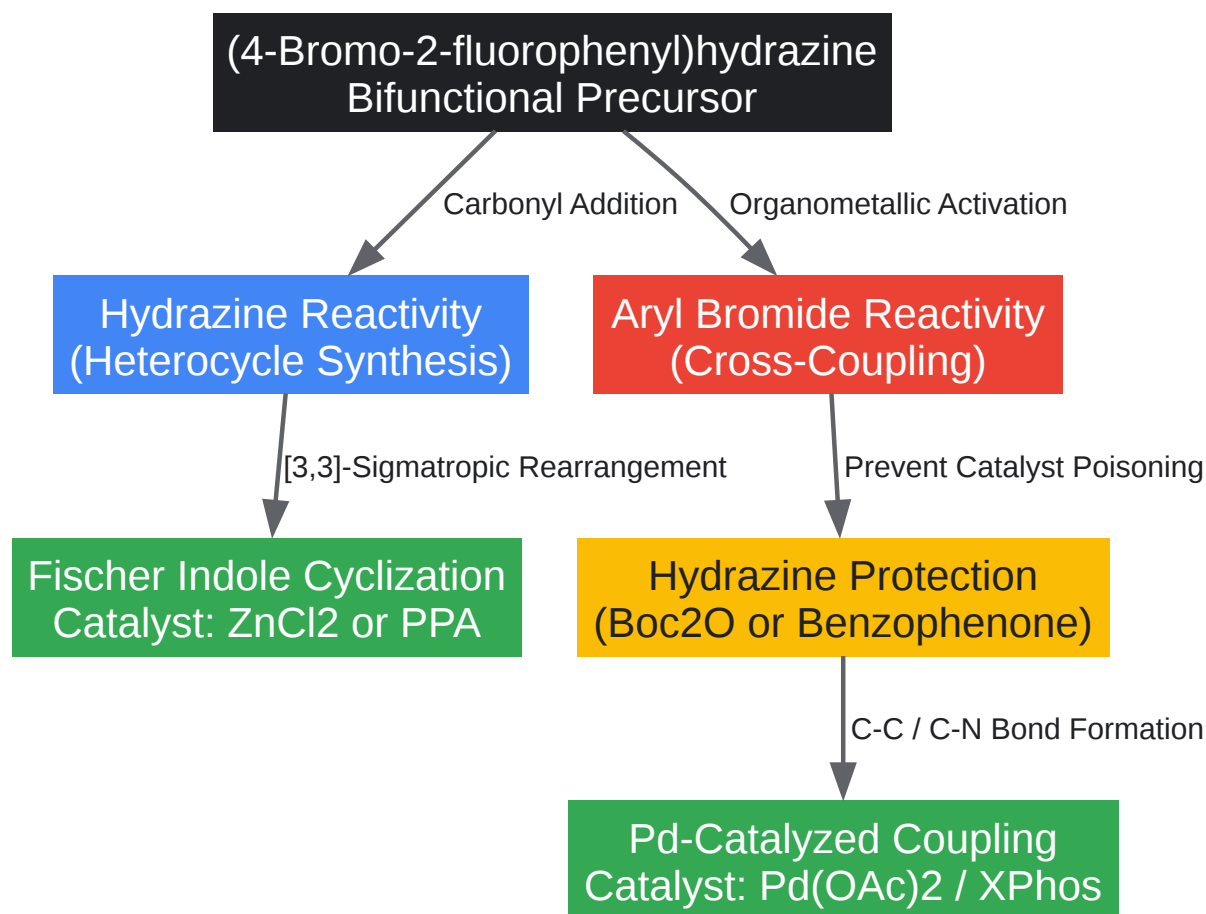 (4-Bromo-2-fluorophenyl)hydrazine
Bifunctional Precursor
Carbonyl Addition
Organometallic Activation
Hydrazine Reactivity
(Heterocycle Synthesis)
Aryl Bromide Reactivity
(Cross-Coupling)
[3,3]-Sigmatropic Rearrangement
Prevent Catalyst Poisoning
Fischer Indole Cyclization
Catalyst: ZnCl2 or PPA
Hydrazine Protection
(Boc2O or Benzophenone)
C-C / C-N Bond Formation
Pd-Catalyzed Coupling
Catalyst: Pd(OAc)2 / XPhos